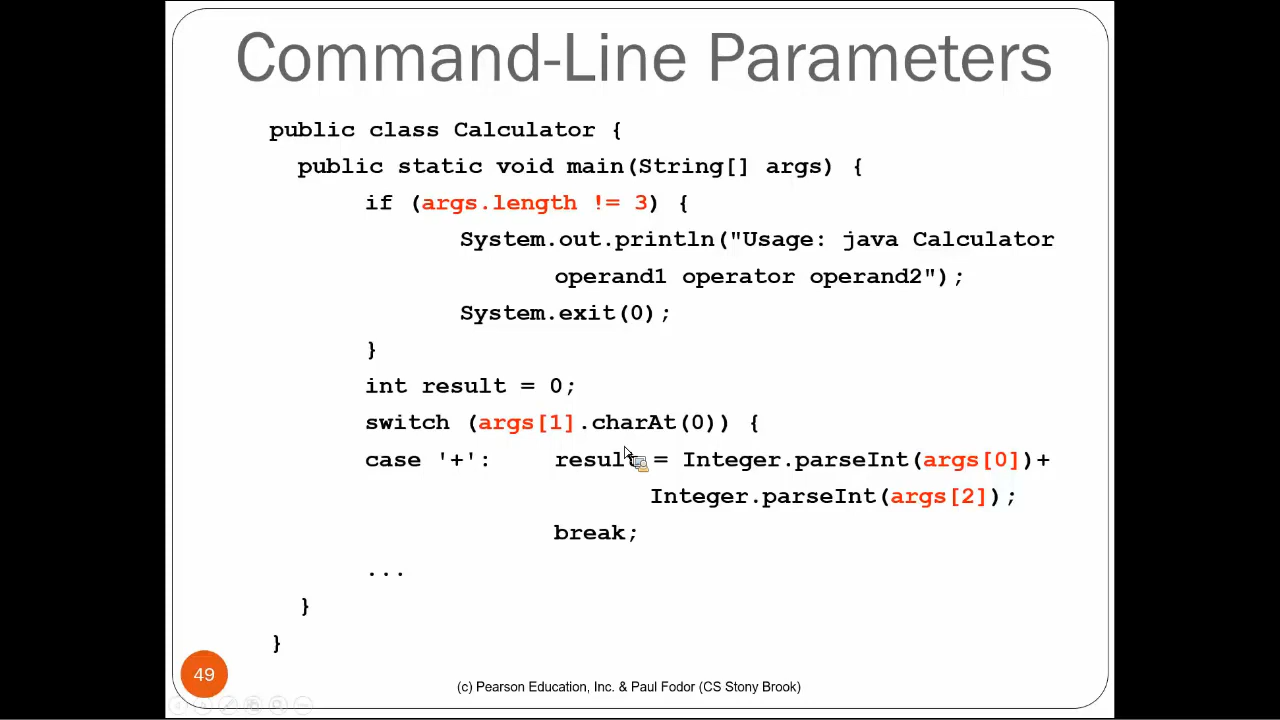 Command-Line Parameters
public class Calculator {
public static void main(String[] args) {
if (args.length != 3) {
System.out.println("Usage: java Calculator
operand1 operator operand2");
System.exit(0);
}
int result = 0;
switch (args[1].charAt(0)) {
case '+': result = Integer.parseInt(args[0])+
Integer.parseInt(args[2]);
break;
...
}
}
49
(c) Pearson Education, Inc. & Paul Fodor (CS Stony Brook)